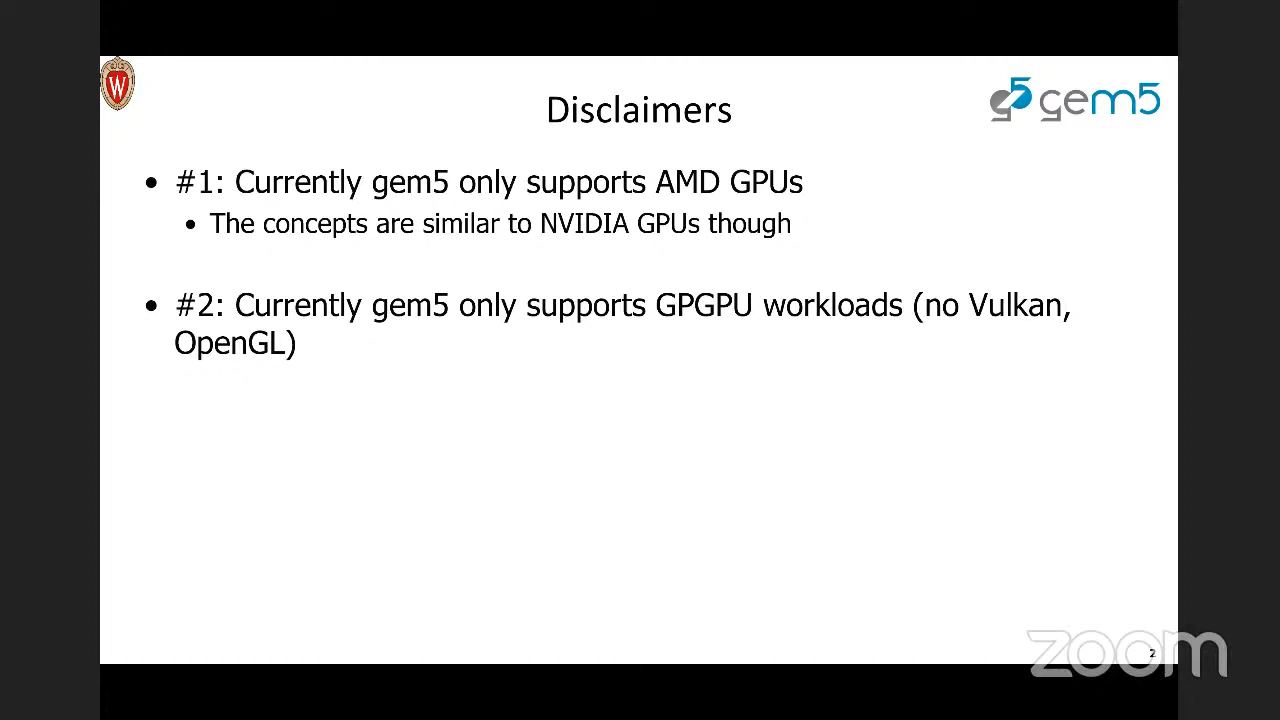 W
Disclaimers
g5 gem5
• #1: Currently gem5 only supports AMD GPUs
• The concepts are similar to NVIDIA GPUs though
• #2: Currently gem5 only supports GPGPU workloads (no Vulkan,
OpenGL)
2
zoom